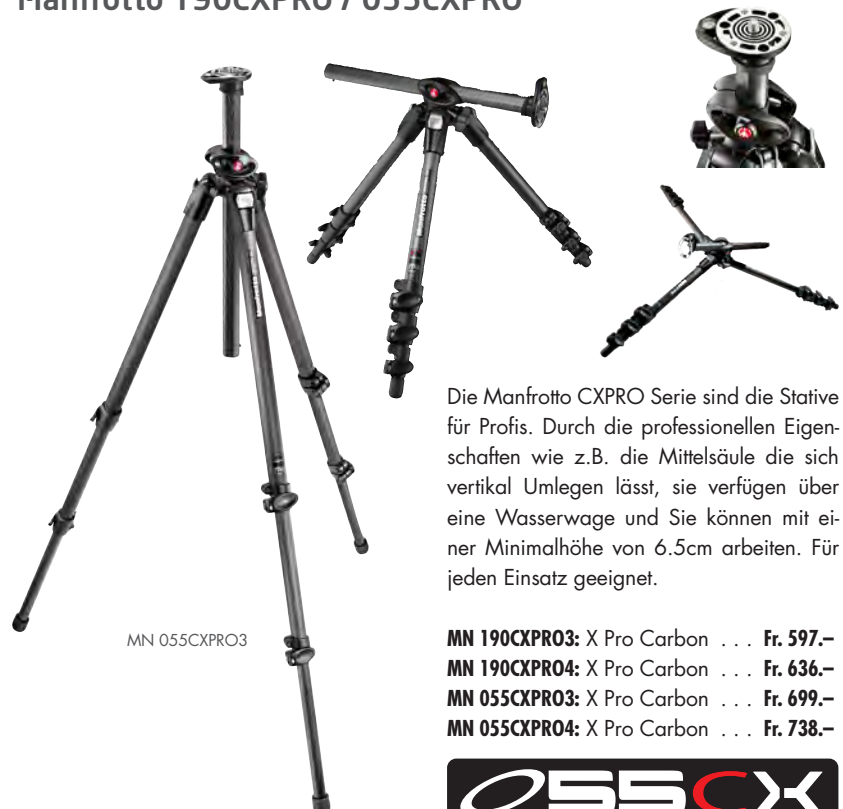 Manfrotto 190CXPRO / 055CXPRO
Die Manfrotto CXPRO Serie sind die Stative
für Profis. Durch die professionellen Eigen-
schaften wie z.B. die Mittelsäule die sich
vertikal Umlegen lässt, sie verfügen über
eine Wasserwage und Sie können mit ei-
ner Minimalhöhe von 6.5cm arbeiten. Für
jeden Einsatz geeignet.
MN 055CXPRO3
MN 190CXPRO3: X Pro Carbon . . . Fr. 597.–
MN 190CXPRO4: X Pro Carbon . . . Fr. 636.–
MN 055CXPRO3: X Pro Carbon . . . Fr. 699.–
MN 055CXPRO4: X Pro Carbon . . . Fr. 738.–
055CX